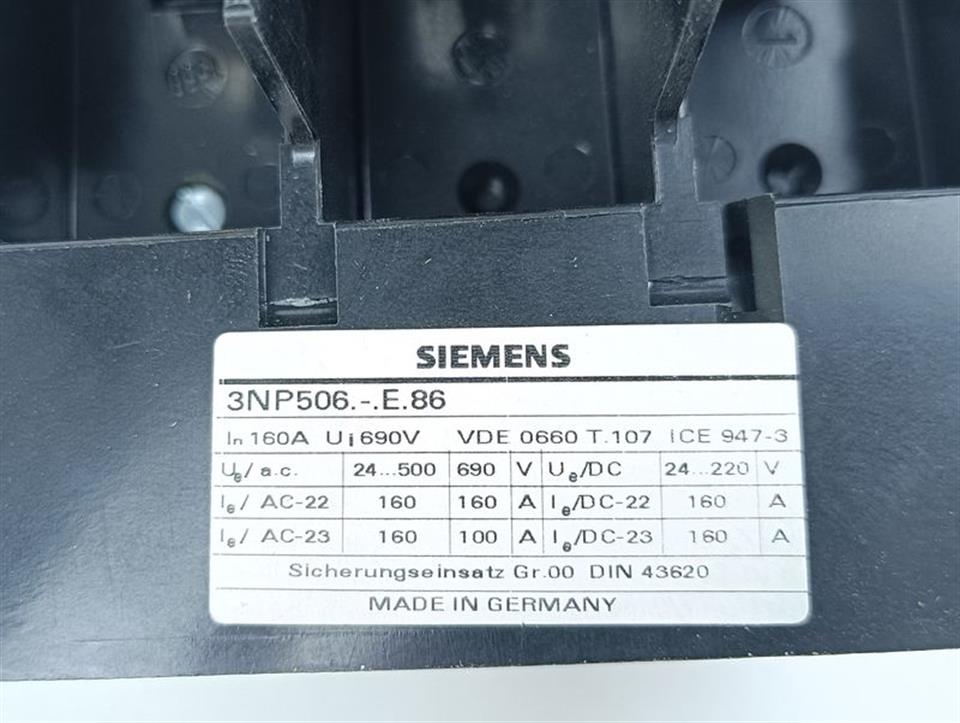 SIEMENS
3NP506.-.E.86
In 160A Ui 690V VDE 0660 T.107 ICE 947-3
Ue/ a.c. 24...500 690 V Ue/DC 24...220 V
Ie/ AC-22 160 160 A Ie/DC-22 160 A
Ie/ AC-23 160 100 A Ie/DC-23 160 A
Sicherungseinsatz Gr.00 DIN 43620
MADE IN GERMANY